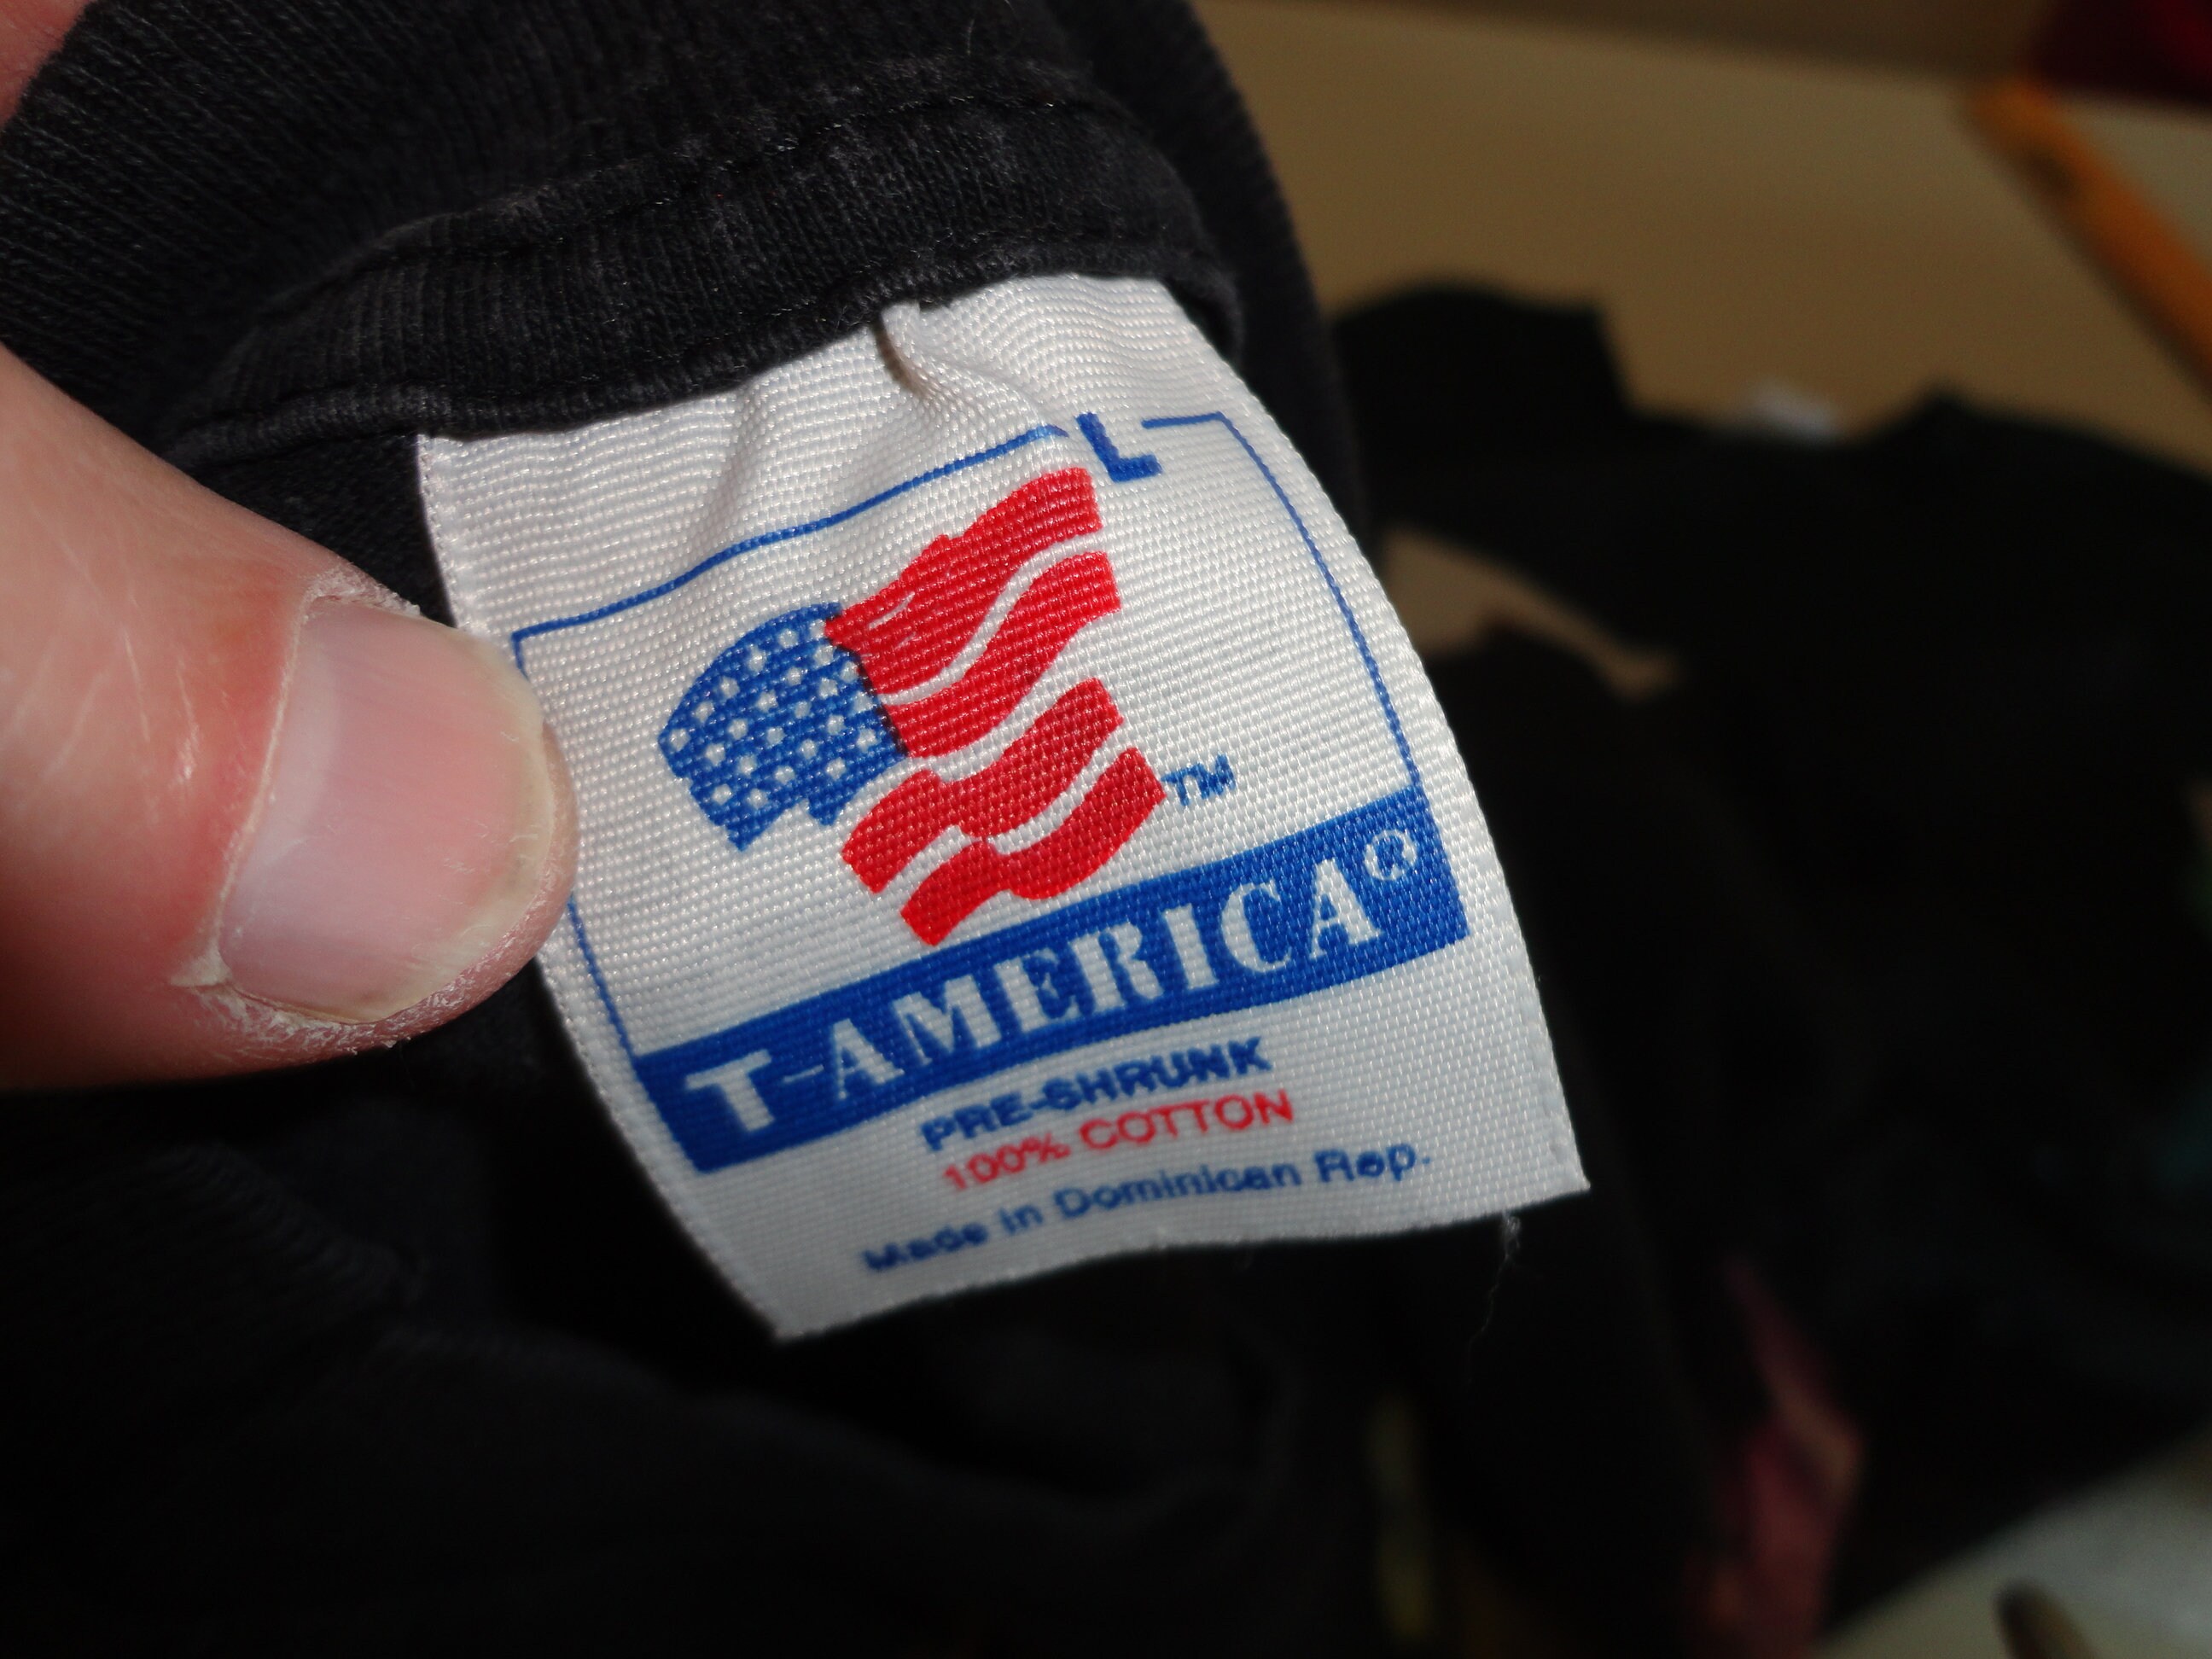 L
TM
T-AMERICA®
PRE-SHRUNK
100% COTTON
Made in Dominican Rep.